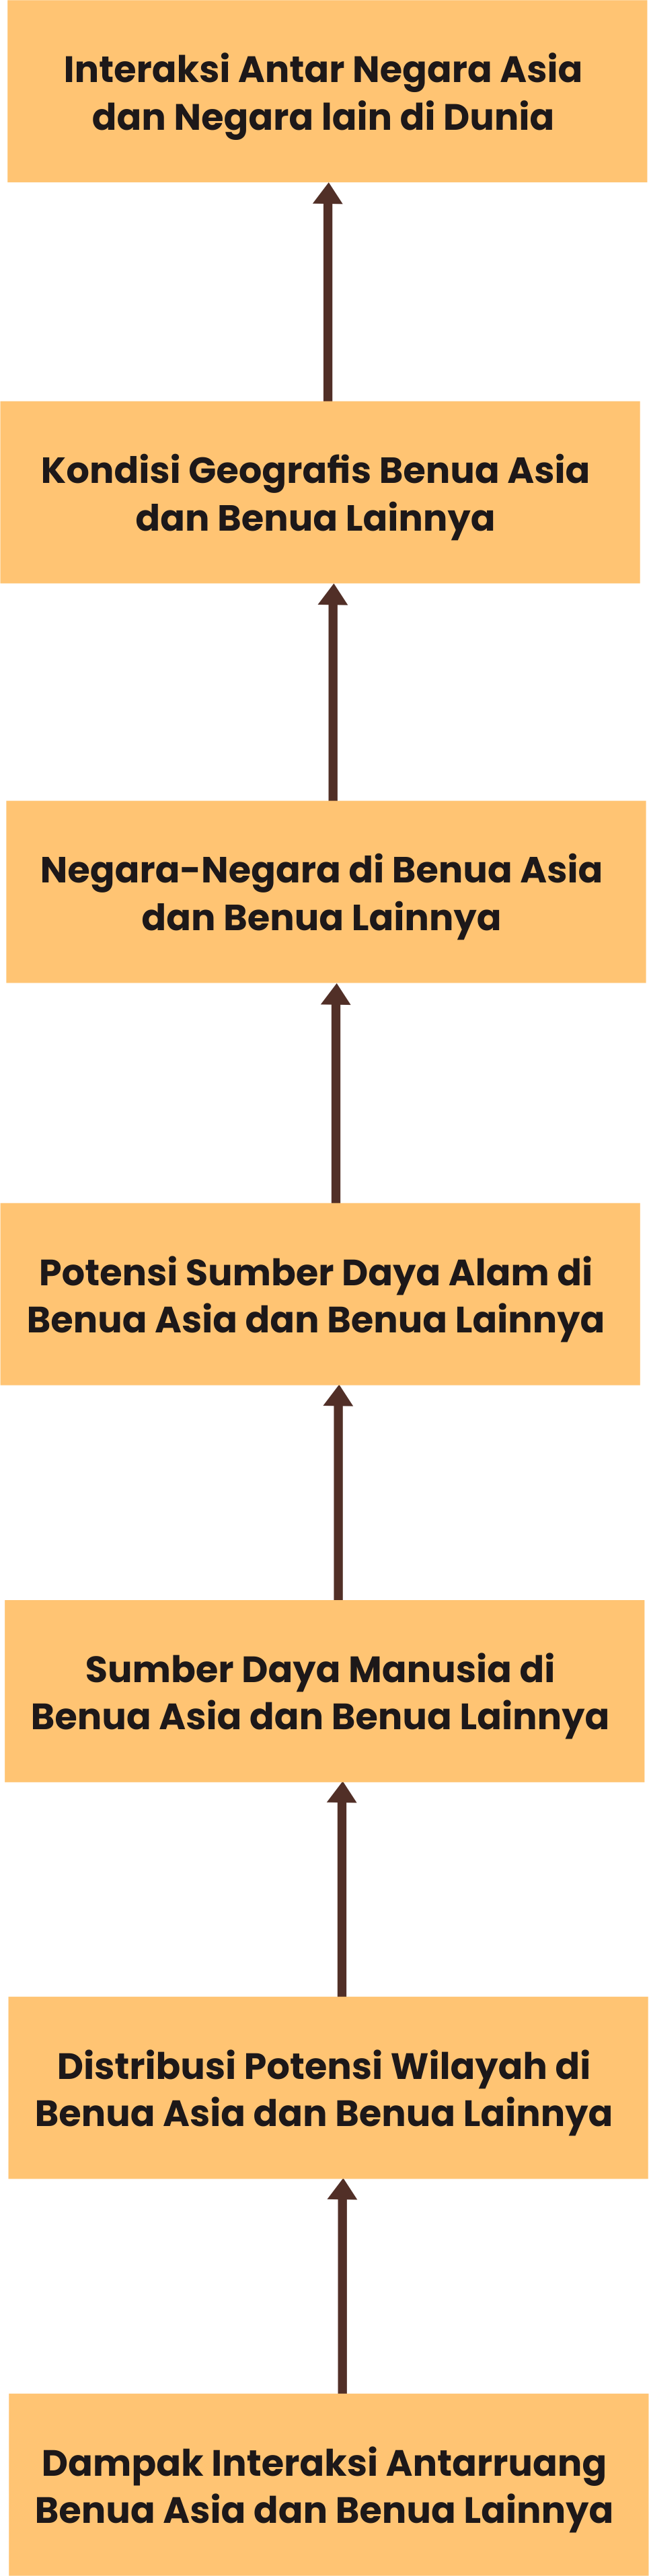 Interaksi Antar Negara Asia
dan Negara lain di Dunia
Kondisi Geografis Benua Asia
dan Benua Lainnya
Negara-Negara di Benua Asia
dan Benua Lainnya
Potensi Sumber Daya Alam di
Benua Asia dan Benua Lainnya
Sumber Daya Manusia di
Benua Asia dan Benua Lainnya
Distribusi Potensi Wilayah di
Benua Asia dan Benua Lainnya
Dampak Interaksi Antarruang
Benua Asia dan Benua Lainnya